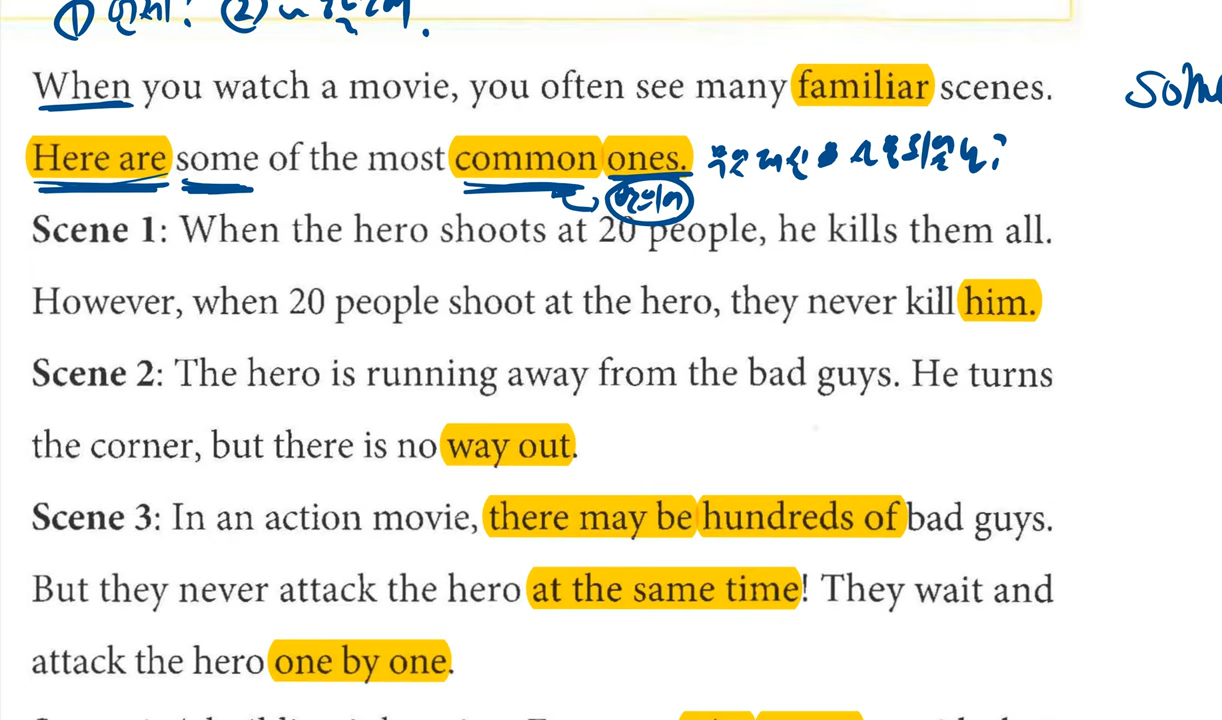 When you watch a movie, you often see many familiar scenes.
Here are some of the most common ones.
Scene 1: When the hero shoots at 20 people, he kills them all.
However, when 20 people shoot at the hero, they never kill him.
Scene 2: The hero is running away from the bad guys. He turns
the corner, but there is no way out.
Scene 3: In an action movie, there may be hundreds of bad guys.
But they never attack the hero at the same time! They wait and
attack the hero one by one.